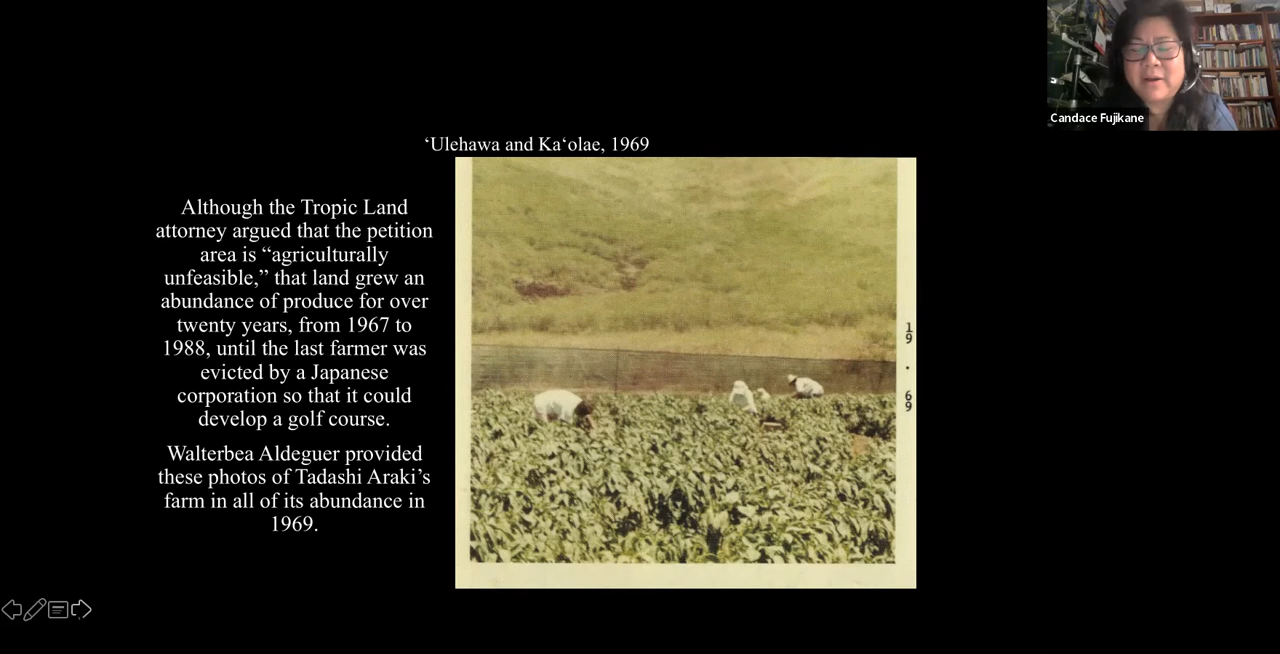 Candace Fujikane
‘Ulehawa and Ka‘olae, 1969
Although the Tropic Land
attorney argued that the petition
area is “agriculturally
unfeasible,” that land grew an
abundance of produce for over
twenty years, from 1967 to
1988, until the last farmer was
evicted by a Japanese
corporation so that it could
develop a golf course.
Walterbea Aldeguer provided
these photos of Tadashi Araki’s
farm in all of its abundance in
1969.
19 · 69